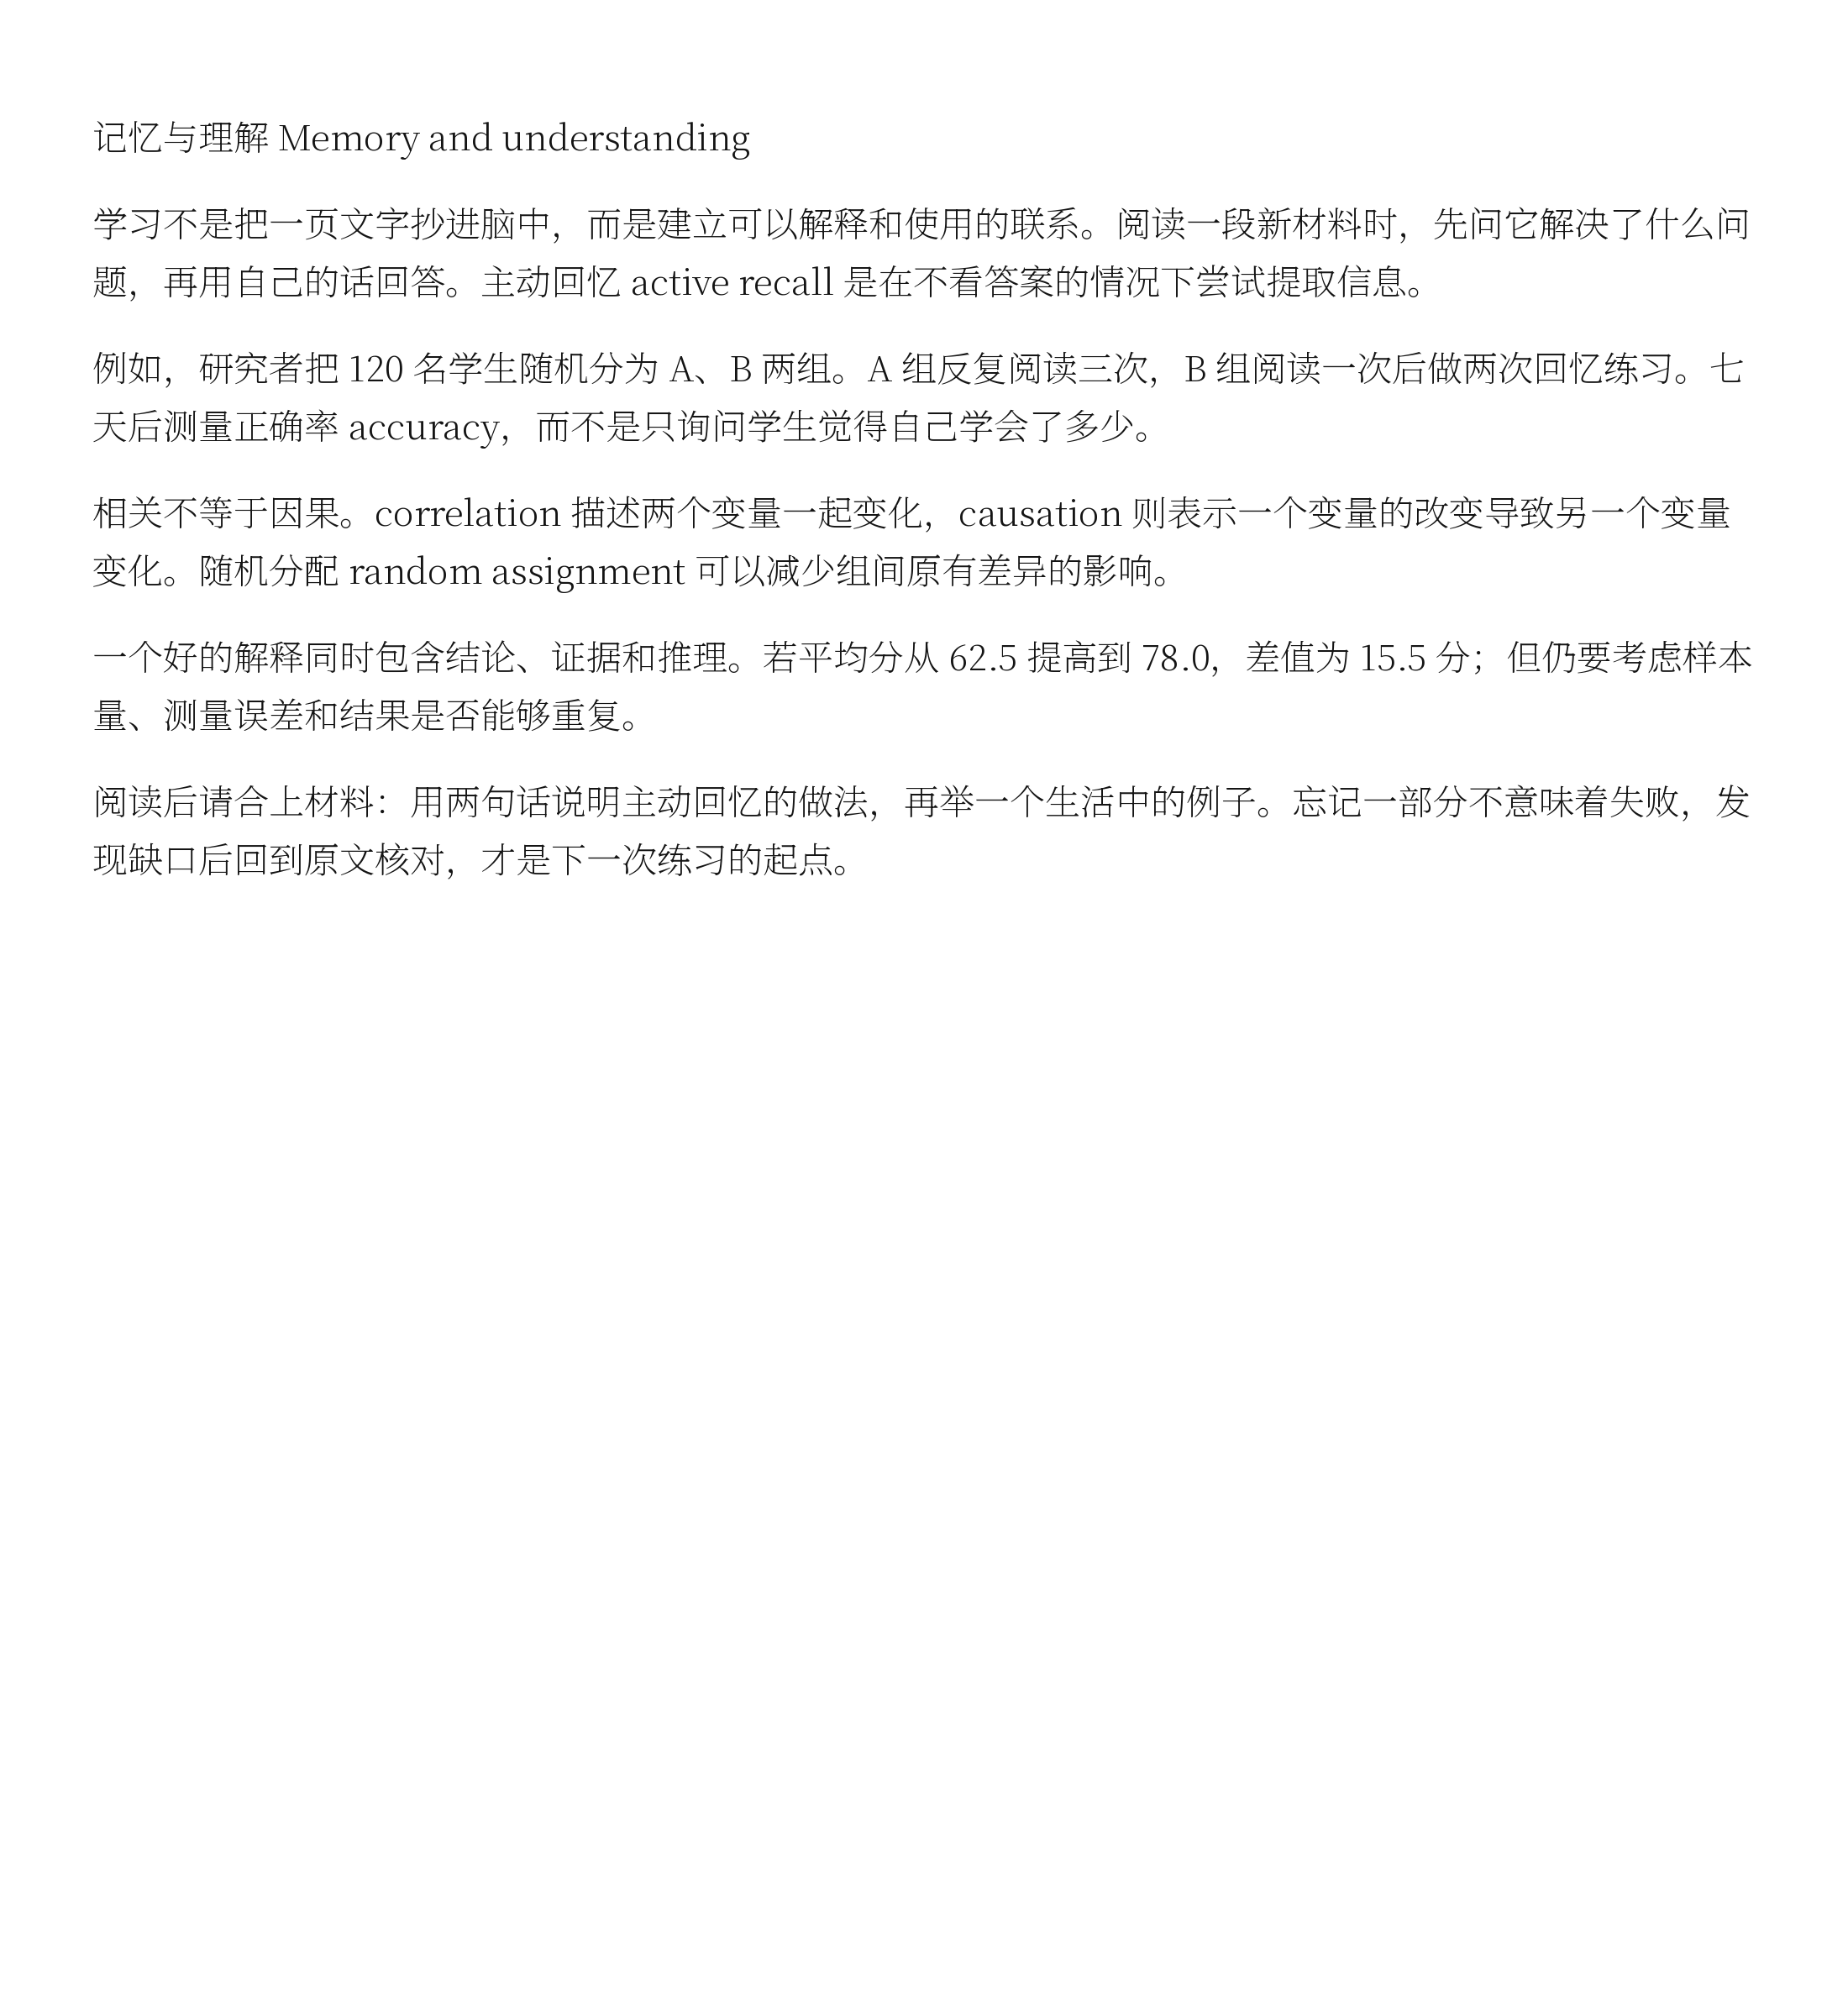 记忆与理解 Memory and understanding
学习不是把一页文字抄进脑中，而是建立可以解释和使用的联系。阅读一段新材料时，先问它解决了什么问
题，再用自己的话回答。主动回忆 active recall 是在不看答案的情况下尝试提取信息。
例如，研究者把 120 名学生随机分为 A、B 两组。A 组反复阅读三次，B 组阅读一次后做两次回忆练习。七
天后测量正确率 accuracy，而不是只询问学生觉得自己学会了多少。
相关不等于因果。correlation 描述两个变量一起变化，causation 则表示一个变量的改变导致另一个变量
变化。随机分配 random assignment 可以减少组间原有差异的影响。
一个好的解释同时包含结论、证据和推理。若平均分从 62.5 提高到 78.0，差值为 15.5 分；但仍要考虑样本
量、测量误差和结果是否能够重复。
阅读后请合上材料：用两句话说明主动回忆的做法，再举一个生活中的例子。忘记一部分不意味着失败，发
现缺口后回到原文核对，才是下一次练习的起点。